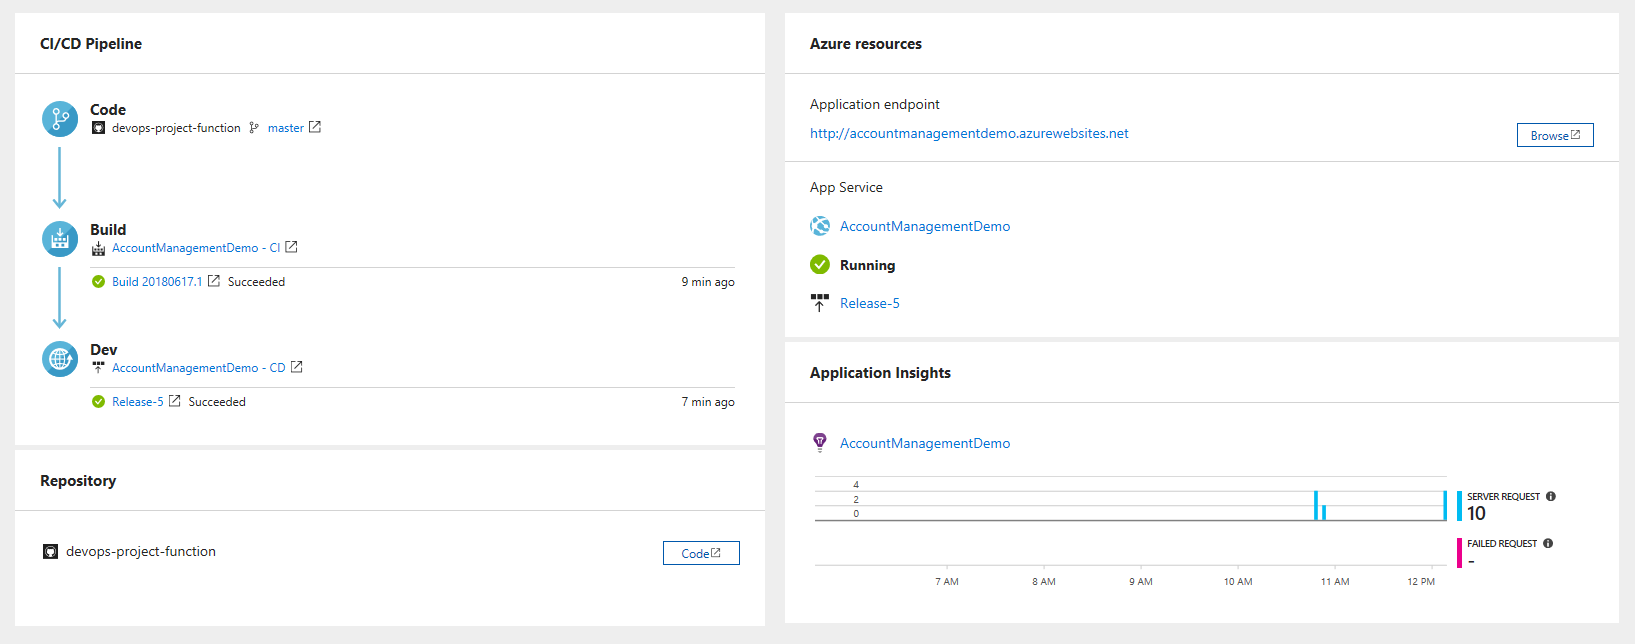 CI/CD Pipeline
Code
devops-project-function master
Build
AccountManagementDemo - CI
Build 20180617.1 Succeeded 9 min ago
Dev
AccountManagementDemo - CD
Release-5 Succeeded 7 min ago
Repository
devops-project-function Code
Azure resources
Application endpoint
http://accountmanagementdemo.azurewebsites.net Browse
App Service
AccountManagementDemo
Running
Release-5
Application Insights
AccountManagementDemo
4
2
0
SERVER REQUEST
10
FAILED REQUEST
-
7 AM 8 AM 9 AM 10 AM 11 AM 12 PM